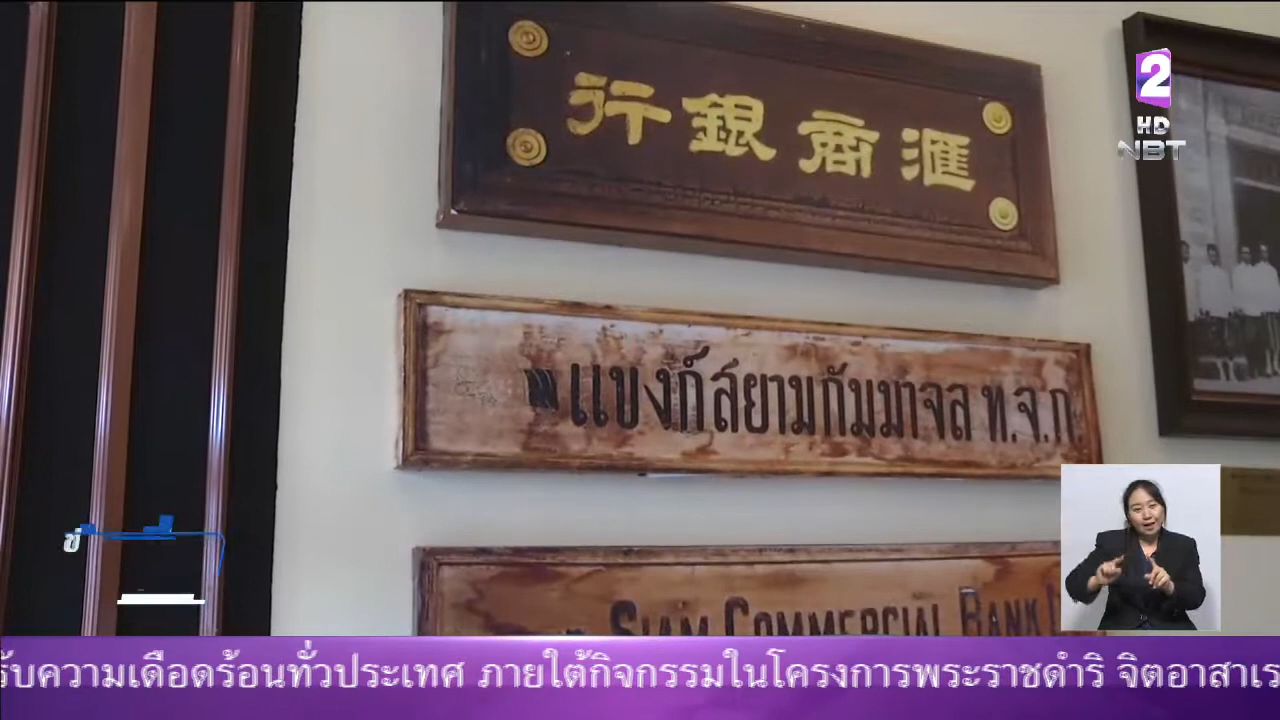 行銀商滙
2
HD
NBT
แบงก์สยามกัมมาจล ท.จ.ก.
SIAM COMMERCIAL BANK
รับความเดือดร้อนทั่วประเทศ ภายใต้กิจกรรมในโครงการพระราชดำริ จิตอาสาเร